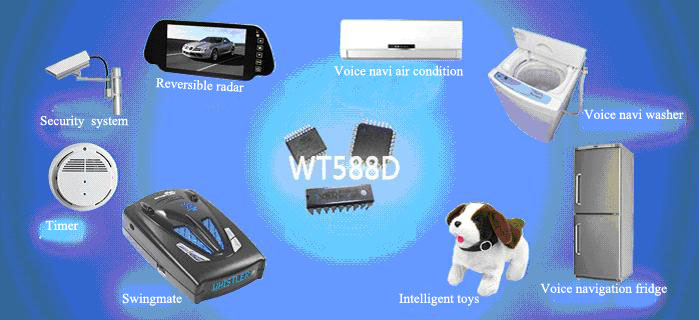 Voice navi air condition
Reversible radar
Security system
Voice navi washer
WT588D
Timer
WHISTLER
Swingmate
Intelligent toys
Voice navigation fridge